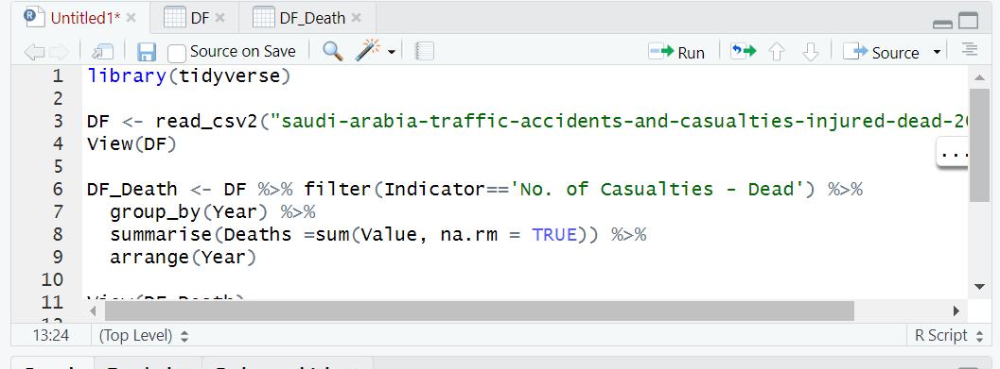 Untitled1* DF DF_Death
Source on Save Run Source
1 library(tidyverse)
2
3 DF <- read_csv2("saudi-arabia-traffic-accidents-and-casualties-injured-dead-20
4 View(DF)
...
5
6 DF_Death <- DF %>% filter(Indicator=='No. of Casualties - Dead') %>%
7 group_by(Year) %>%
8 summarise(Deaths =sum(Value, na.rm = TRUE)) %>%
9 arrange(Year)
10
11 View(DF_Death)
13:24 (Top Level) R Script